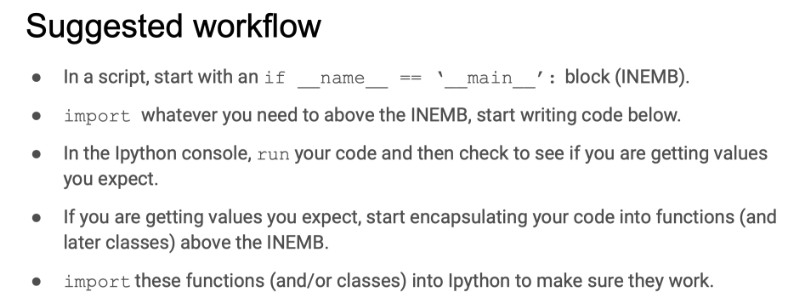 Suggested workflow
● In a script, start with an if __name__ == ‘__main__’: block (INEMB).
● import whatever you need to above the INEMB, start writing code below.
● In the Ipython console, run your code and then check to see if you are getting values
you expect.
● If you are getting values you expect, start encapsulating your code into functions (and
later classes) above the INEMB.
● import these functions (and/or classes) into Ipython to make sure they work.